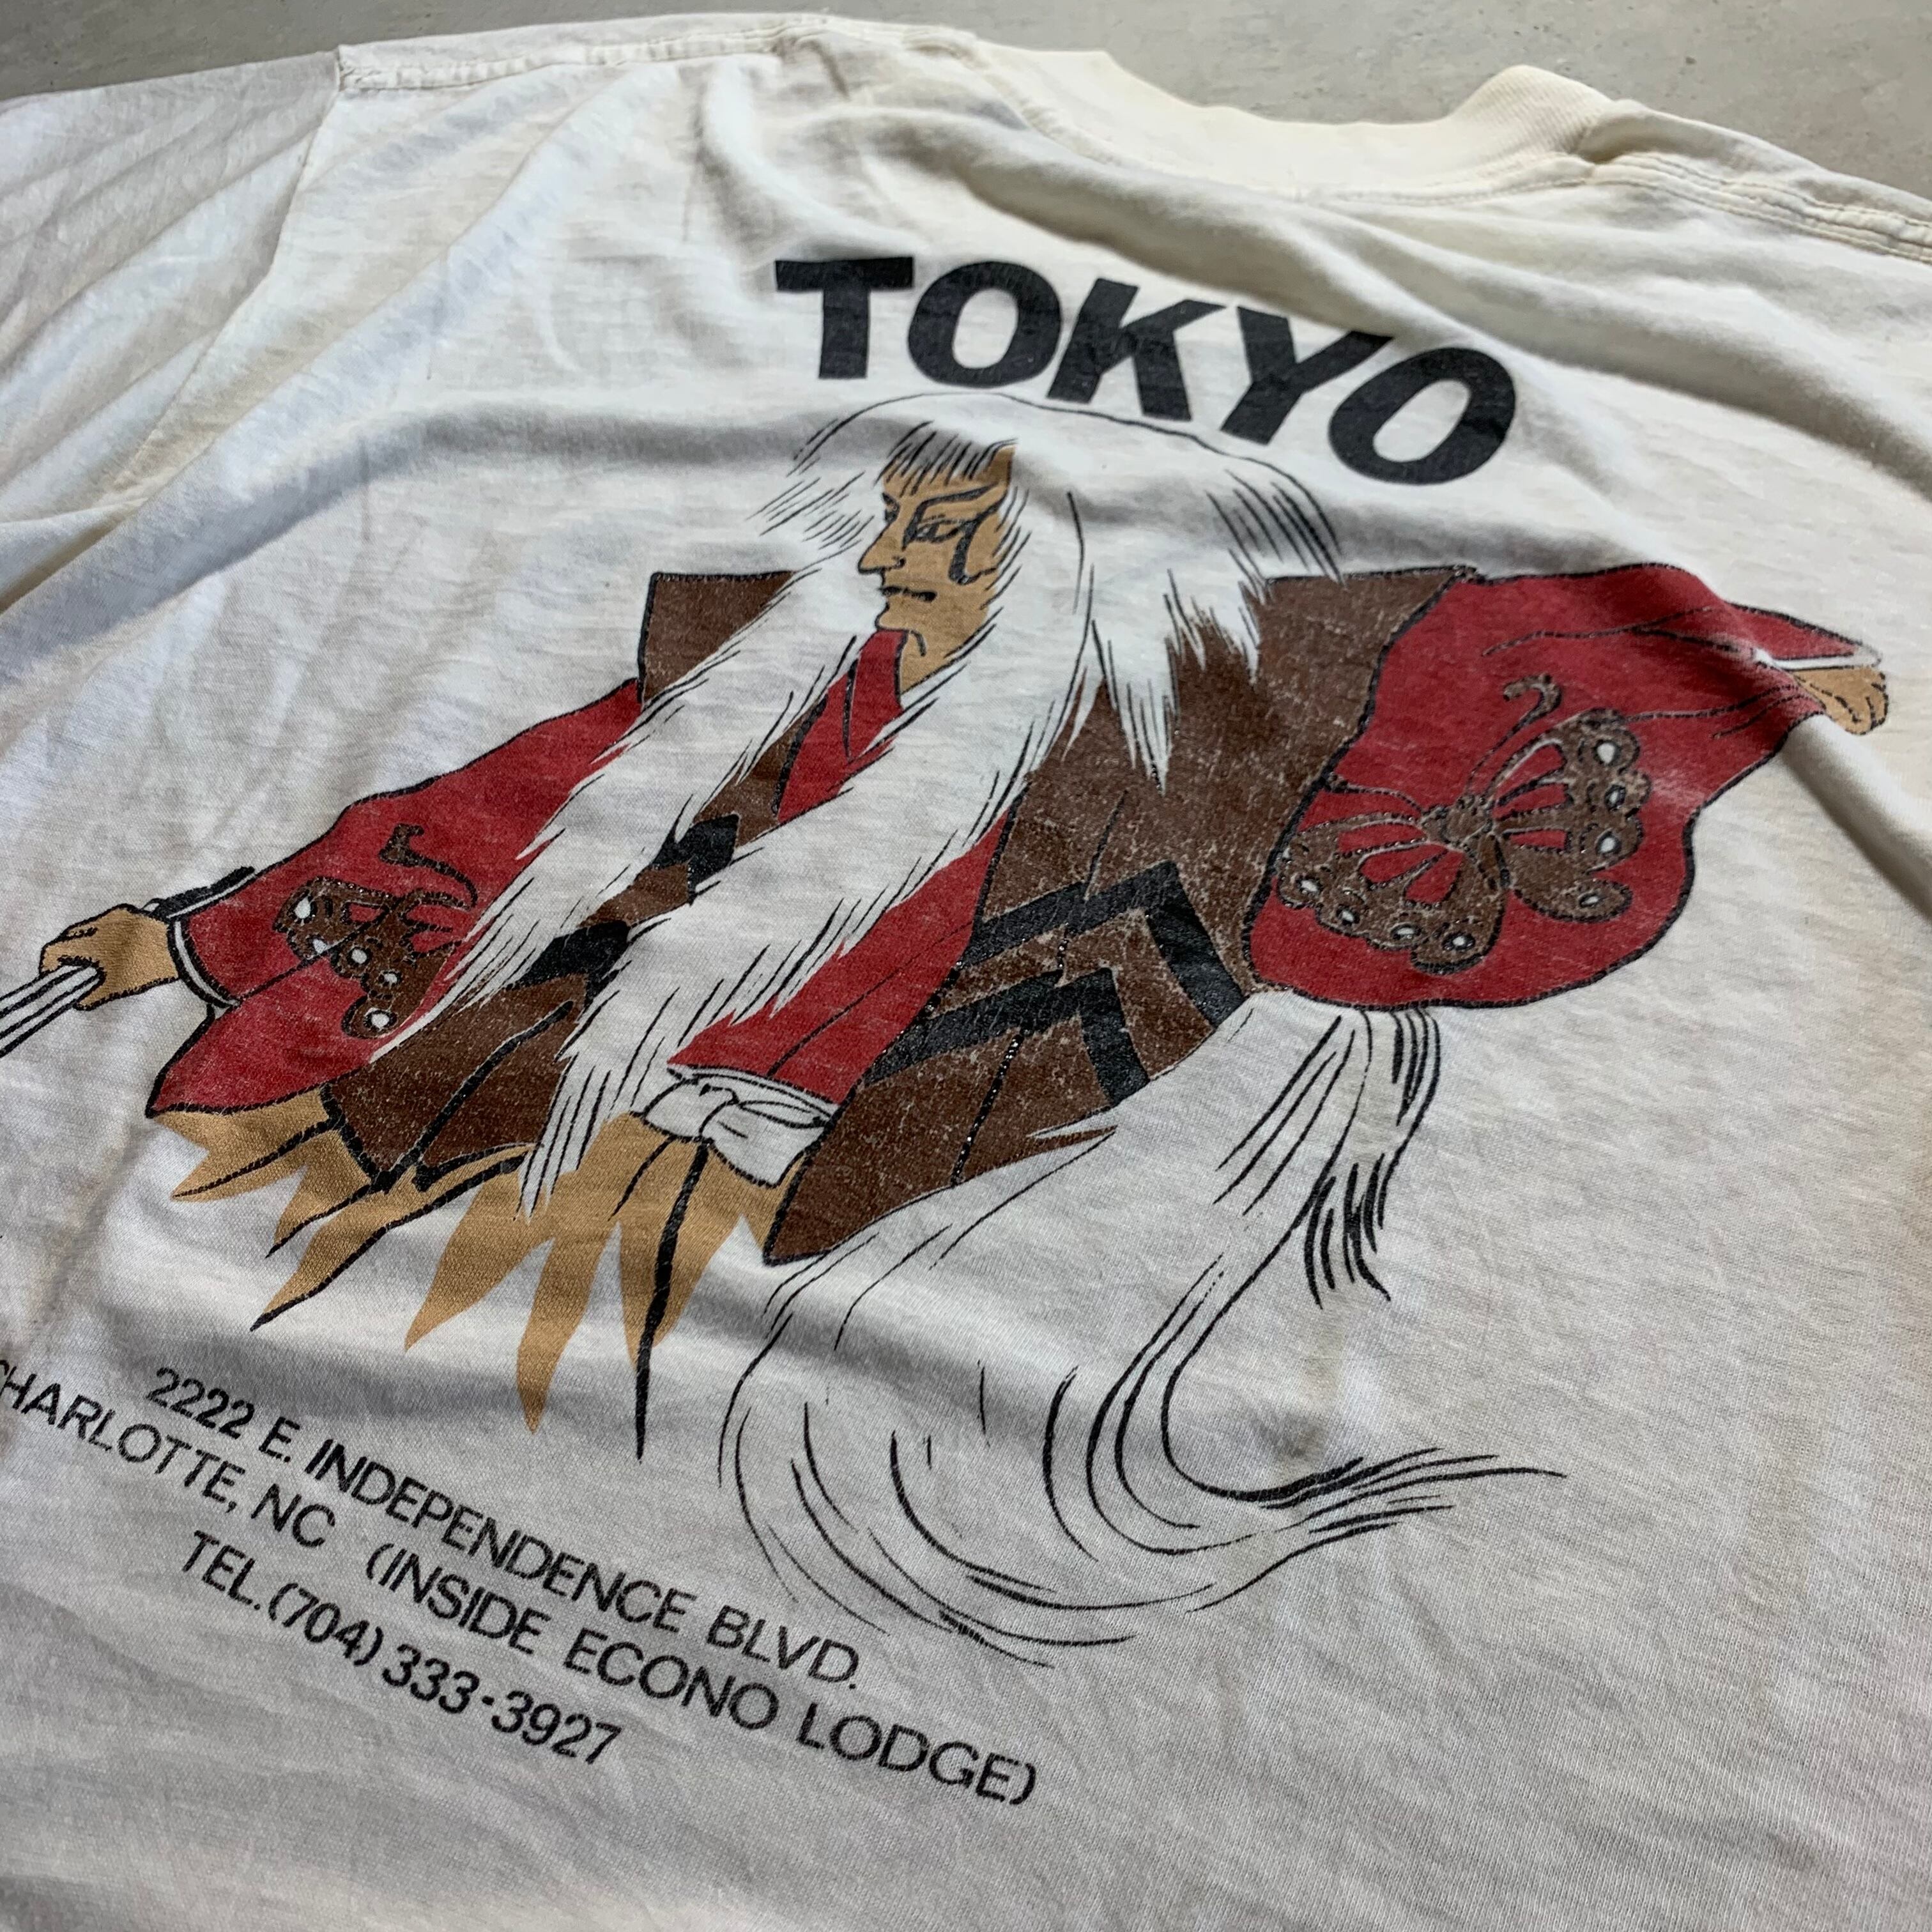 TOKYO
2222 E. INDEPENDENCE BLVD.
CHARLOTTE, NC (INSIDE ECONO LODGE)
TEL. (704) 333-3927